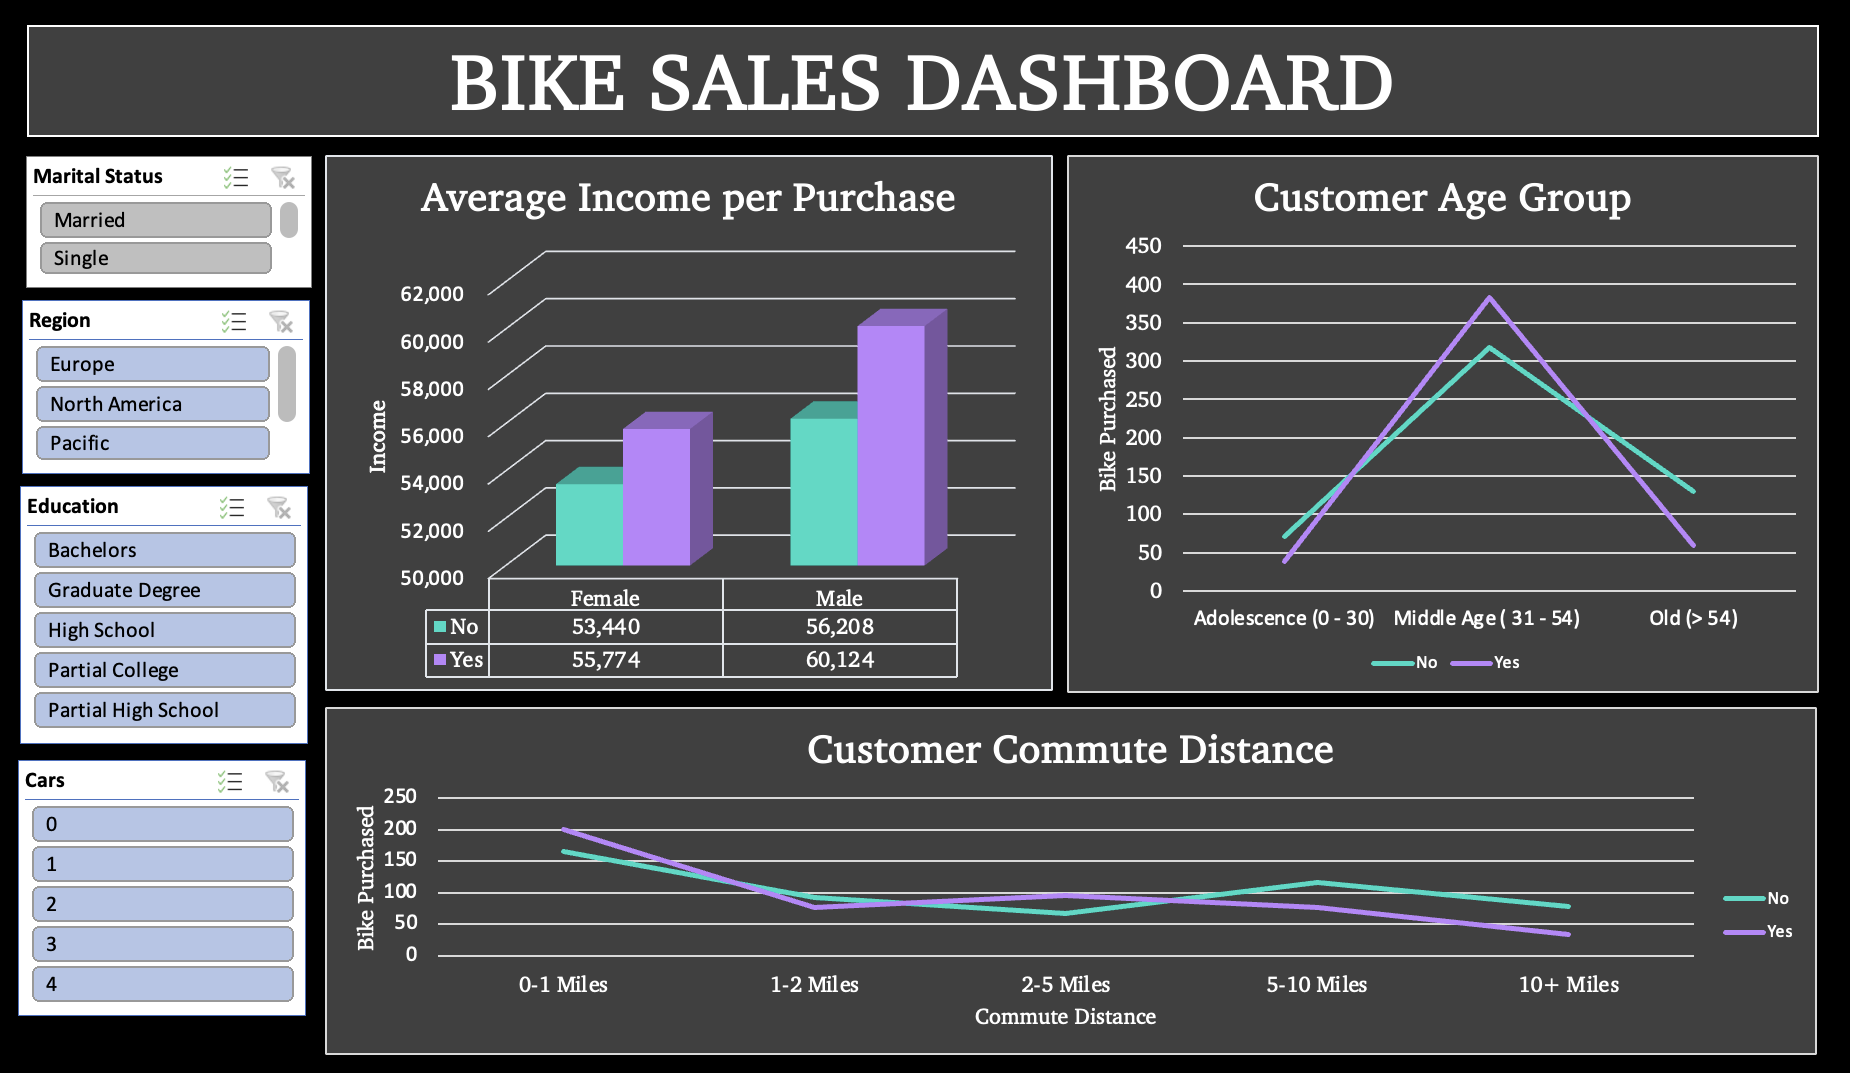 BIKE SALES DASHBOARD
Marital Status
Married
Single
Region
Europe
North America
Pacific
Education
Bachelors
Graduate Degree
High School
Partial College
Partial High School
Cars
0
1
2
3
4
Average Income per Purchase
Income
62,000
60,000
58,000
56,000
54,000
52,000
50,000
Female Male
No 53,440 56,208
Yes 55,774 60,124
Customer Age Group
Bike Purchased
450
400
350
300
250
200
150
100
50
0
Adolescence (0 - 30) Middle Age ( 31 - 54) Old (> 54)
No Yes
Customer Commute Distance
Bike Purchased
250
200
150
100
50
0
0-1 Miles 1-2 Miles 2-5 Miles 5-10 Miles 10+ Miles
Commute Distance
No
Yes